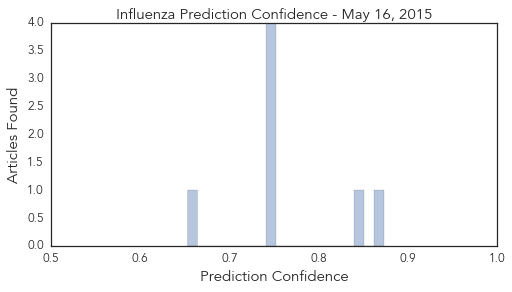 Influenza Prediction Confidence - May 16, 2015
4.0
3.5
3.0
2.5
2.0
1.5
1.0
0.5
0.0
Articles Found
0.5 0.6 0.7 0.8 0.9 1.0
Prediction Confidence